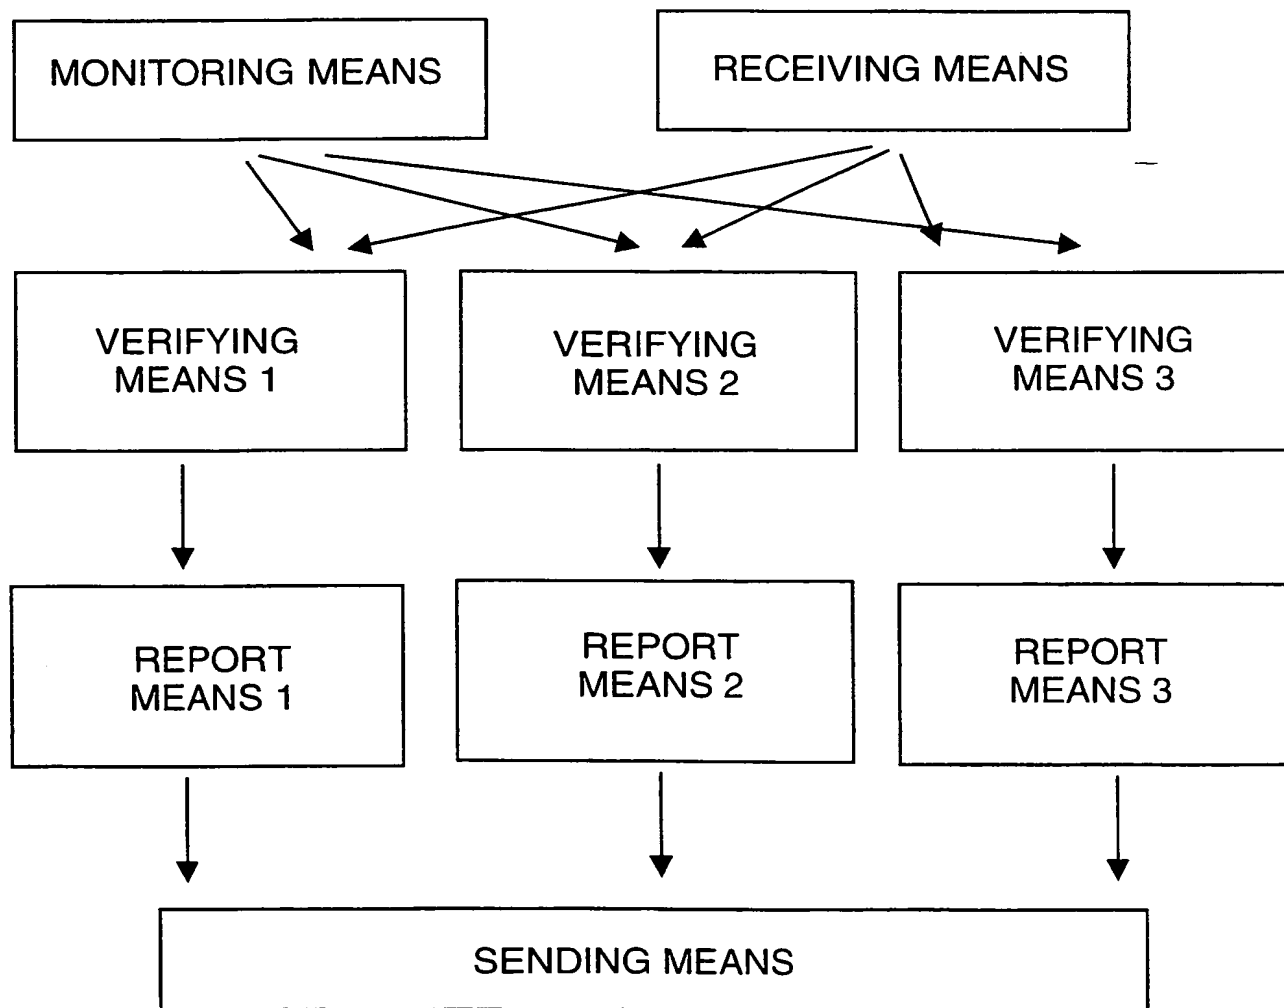 MONITORING MEANS
RECEIVING MEANS
VERIFYING
MEANS 1
VERIFYING
MEANS 2
VERIFYING
MEANS 3
REPORT
MEANS 1
REPORT
MEANS 2
REPORT
MEANS 3
SENDING MEANS